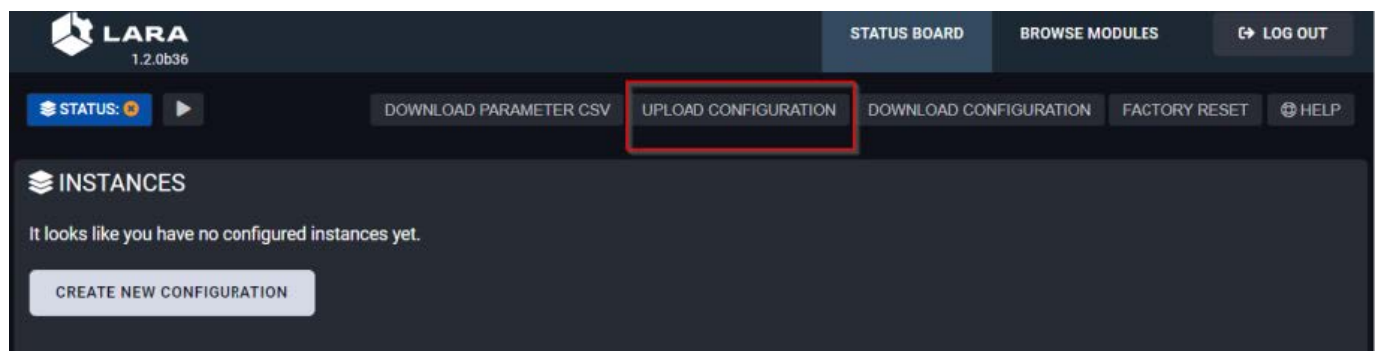 LARA
1.2.0b36
STATUS BOARD
BROWSE MODULES
LOG OUT
STATUS:
DOWNLOAD PARAMETER CSV
UPLOAD CONFIGURATION
DOWNLOAD CONFIGURATION
FACTORY RESET
HELP
INSTANCES
It looks like you have no configured instances yet.
CREATE NEW CONFIGURATION